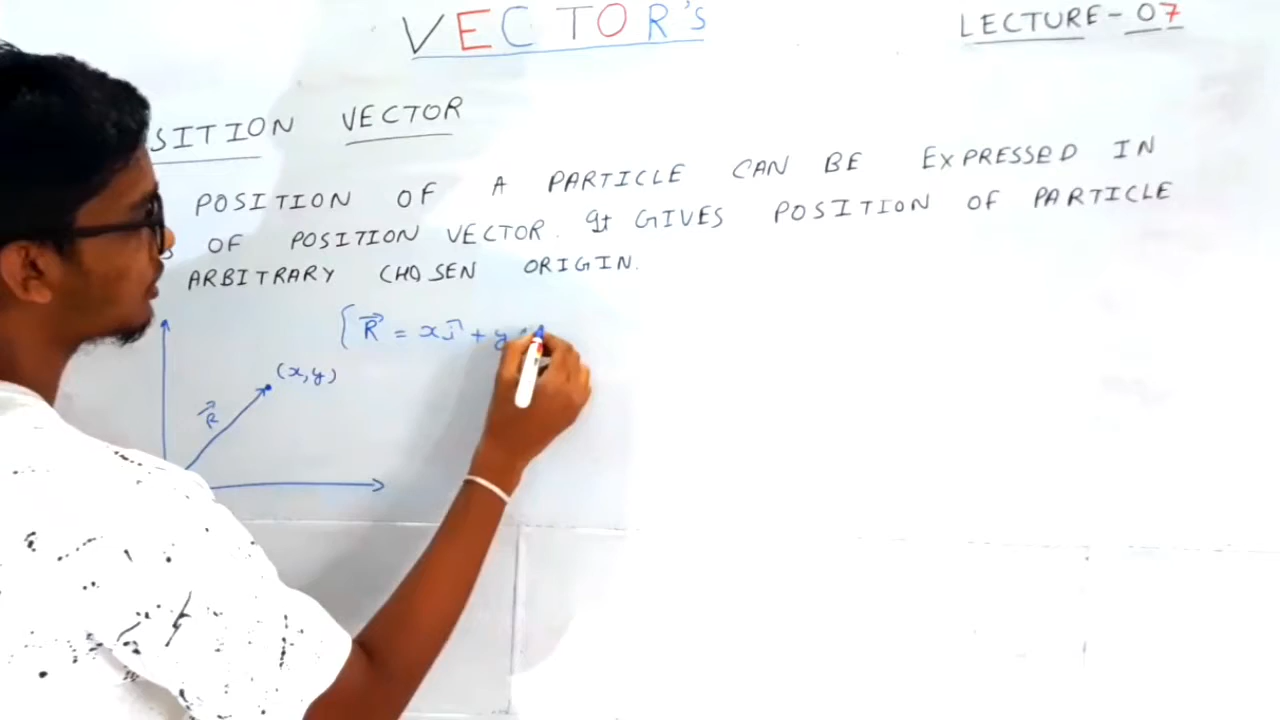 VECTOR'S
LECTURE-07
SITION VECTOR
POSITION OF A PARTICLE CAN BE EXPRESSED IN
OF POSITION VECTOR. It GIVES POSITION OF PARTICLE
ARBITRARY CHOSEN ORIGIN.
R⃗ = xj⃗ + y
(x,y)
R⃗